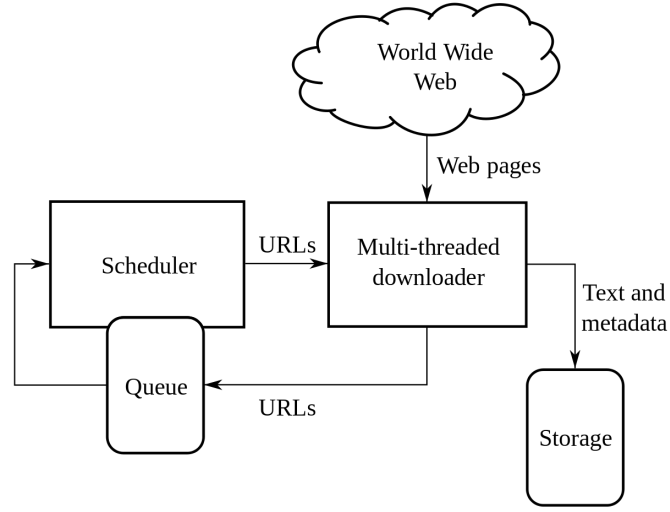 World Wide
Web
Web pages
Scheduler
URLs
Multi-threaded
downloader
Text and
metadata
Queue
URLs
Storage